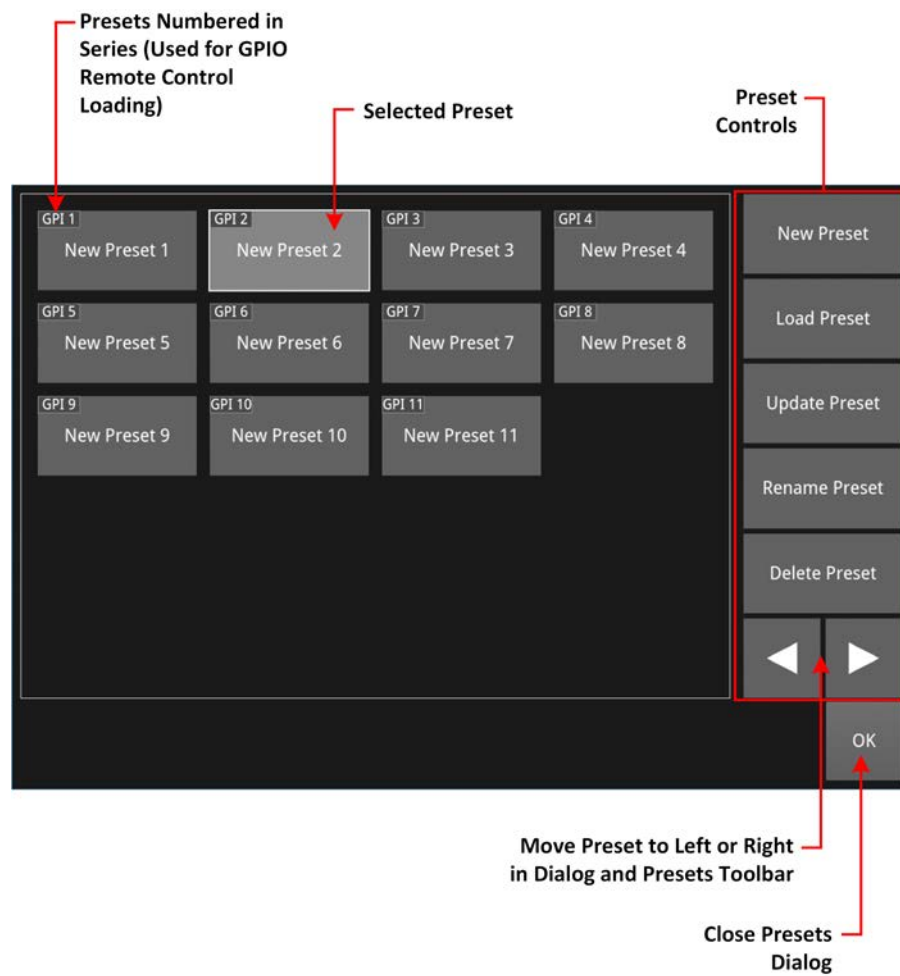 Presets Numbered in
Series (Used for GPIO
Remote Control
Loading)
Selected Preset
Preset
Controls
GPI 1
New Preset 1
GPI 2
New Preset 2
GPI 3
New Preset 3
GPI 4
New Preset 4
New Preset
GPI 5
New Preset 5
GPI 6
New Preset 6
GPI 7
New Preset 7
GPI 8
New Preset 8
Load Preset
GPI 9
New Preset 9
GPI 10
New Preset 10
GPI 11
New Preset 11
Update Preset
Rename Preset
Delete Preset
OK
Move Preset to Left or Right
in Dialog and Presets Toolbar
Close Presets
Dialog